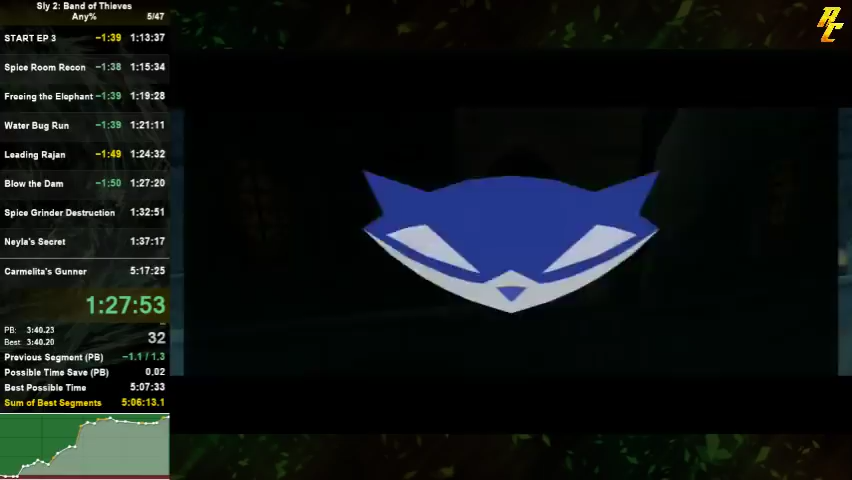 Sly 2: Band of Thieves
Any% 5/47
START EP 3 −1:39 1:13:37
Spice Room Recon −1:38 1:15:34
Freeing the Elephant −1:39 1:19:28
Water Bug Run −1:39 1:21:11
Leading Rajan −1:49 1:24:32
Blow the Dam −1:50 1:27:20
Spice Grinder Destruction 1:32:51
Neyla's Secret 1:37:17
Carmelita's Gunner 5:17:25
1:27:53
PB: 3:40.23
Best: 3:40.20
32
Previous Segment (PB) −1.1 / 1.3
Possible Time Save (PB) 0.02
Best Possible Time 5:07:33
Sum of Best Segments 5:06:13.1